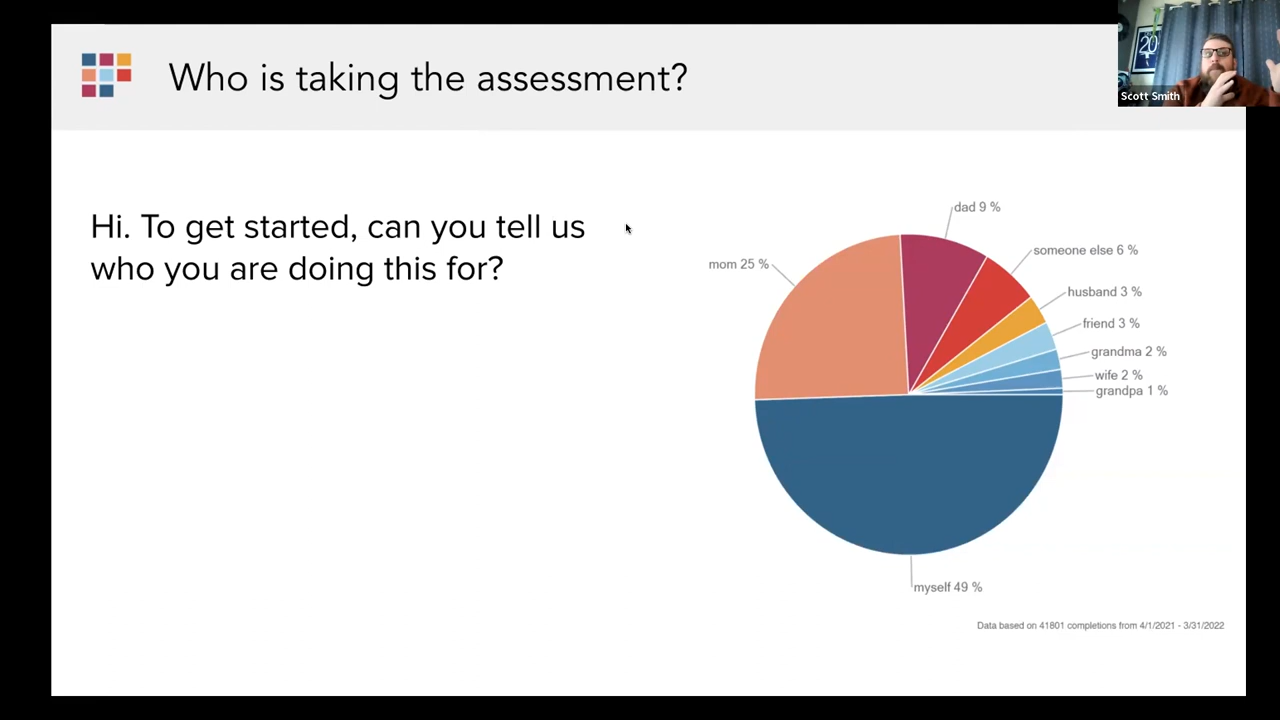 Who is taking the assessment?
Scott Smith
20
Hi. To get started, can you tell us
who you are doing this for?
dad 9 %
someone else 6 %
mom 25 %
husband 3 %
friend 3 %
grandma 2 %
wife 2 %
grandpa 1 %
myself 49 %
Data based on 41801 completions from 4/1/2021 - 3/31/2022